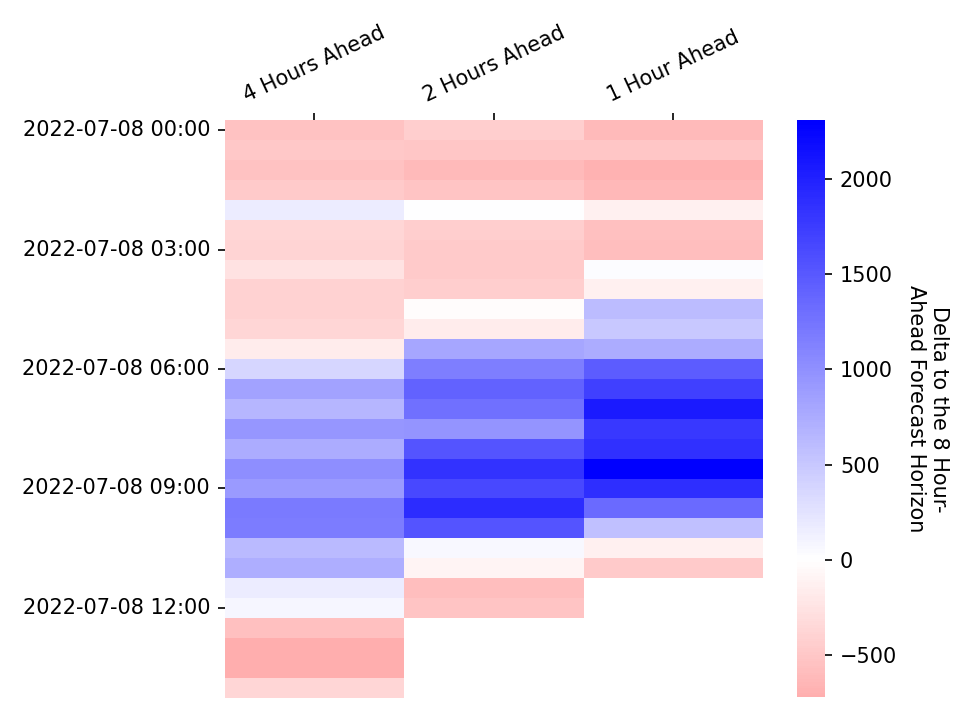 4 Hours Ahead
2 Hours Ahead
1 Hour Ahead
2022-07-08 00:00
2022-07-08 03:00
2022-07-08 06:00
2022-07-08 09:00
2022-07-08 12:00
2000
1500
1000
500
0
−500
Delta to the 8 Hour-
Ahead Forecast Horizon